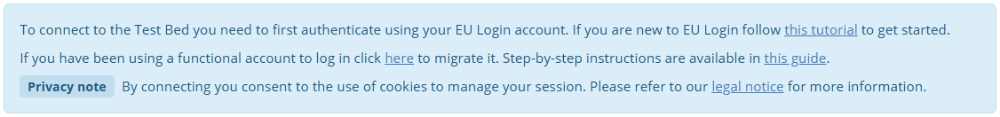 To connect to the Test Bed you need to first authenticate using your EU Login account. If you are new to EU Login follow this tutorial to get started.
If you have been using a functional account to log in click here to migrate it. Step-by-step instructions are available in this guide.
Privacy note By connecting you consent to the use of cookies to manage your session. Please refer to our legal notice for more information.